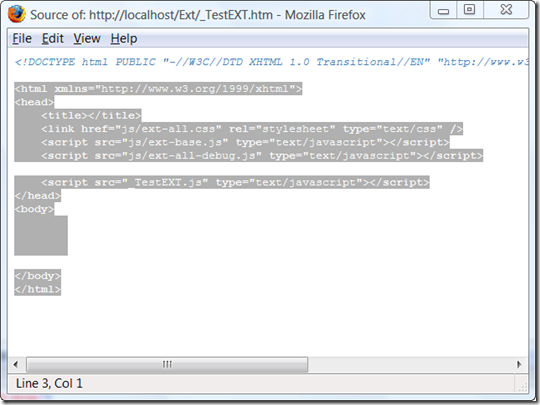 Source of: http://localhost/Ext/_TestEXT.htm - Mozilla Firefox
File Edit View Help
<!DOCTYPE html PUBLIC "-//W3C//DTD XHTML 1.0 Transitional//EN" "http://www.w3
<html xmlns="http://www.w3.org/1999/xhtml">
<head>
    <title></title>
    <link href="js/ext-all.css" rel="stylesheet" type="text/css" />
    <script src="js/ext-base.js" type="text/javascript"></script>
    <script src="js/ext-all-debug.js" type="text/javascript"></script>
    <script src="_TestEXT.js" type="text/javascript"></script>
</head>
<body>
</body>
</html>
Line 3, Col 1